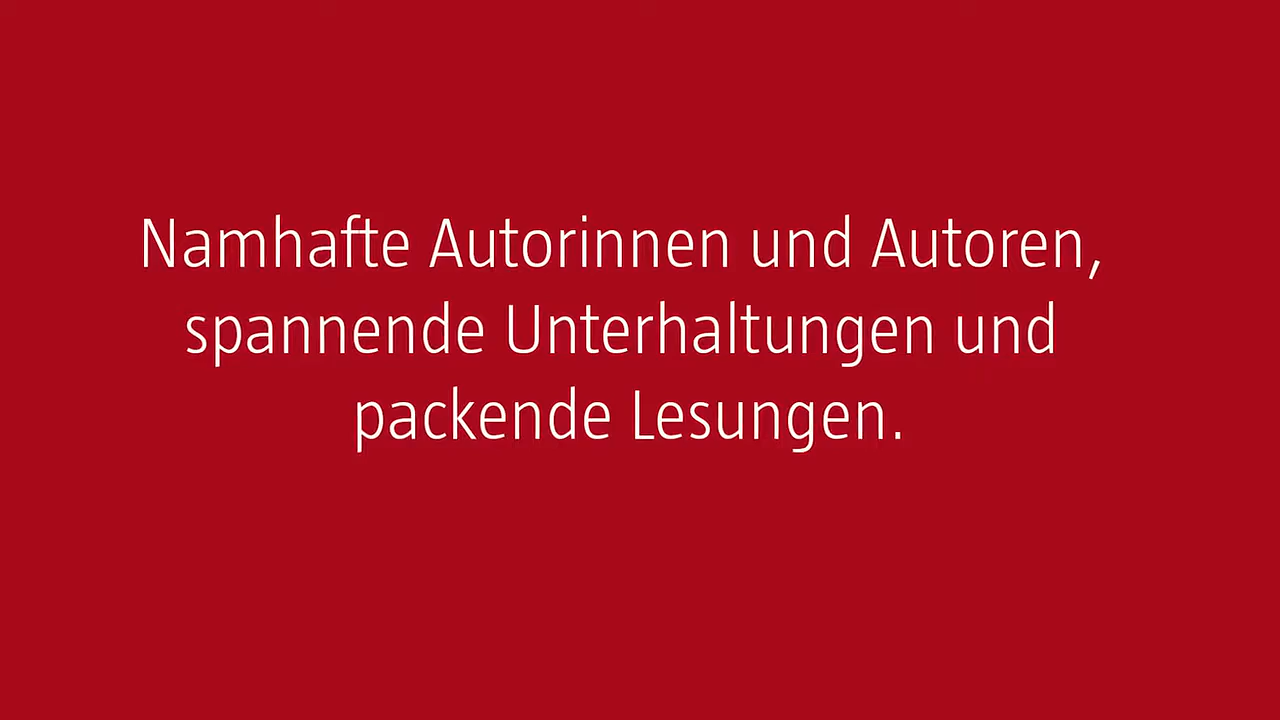 Namhafte Autorinnen und Autoren,
spannende Unterhaltungen und
packende Lesungen.